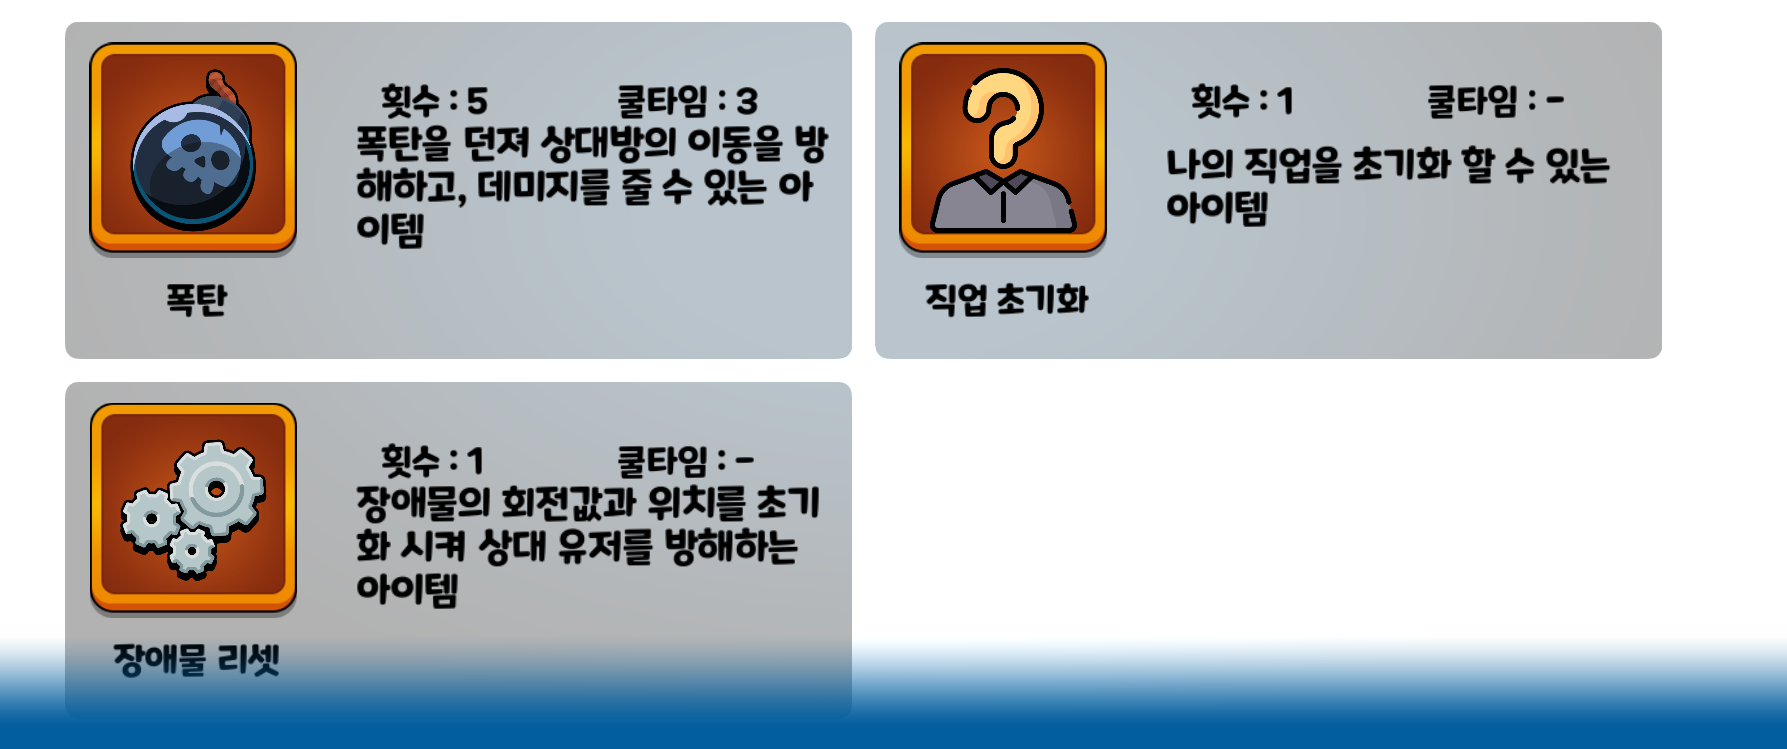 횟수 : 5 쿨타임 : 3
폭탄을 던져 상대방의 이동을 방
해하고, 데미지를 줄 수 있는 아
이템
폭탄
횟수 : 1 쿨타임 : -
나의 직업을 초기화 할 수 있는
아이템
직업 초기화
횟수 : 1 쿨타임 : -
장애물의 회전값과 위치를 초기
화 시켜 상대 유저를 방해하는
아이템
장애물 리셋